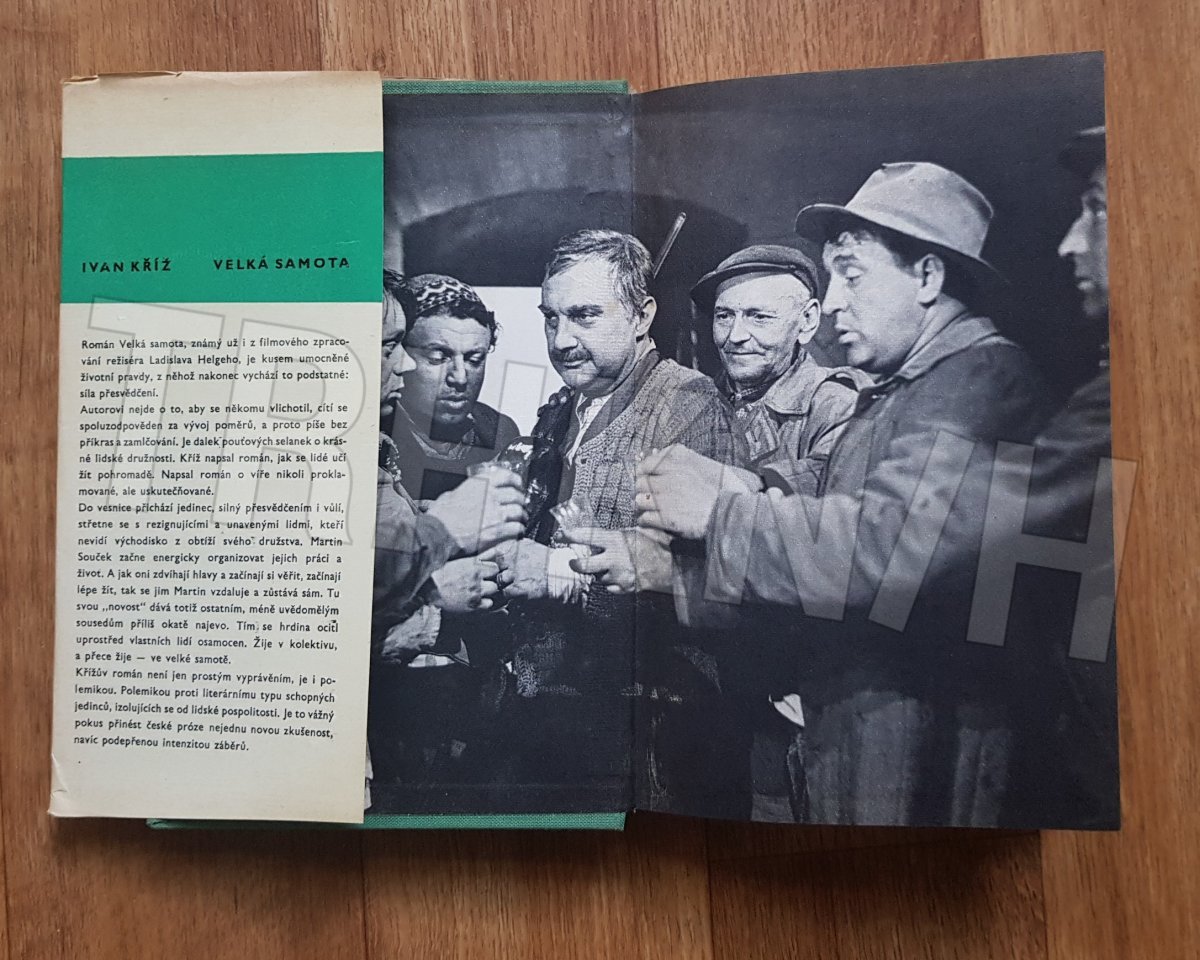 IVAN KŘÍŽ VELKÁ SAMOTA
Román Velká samota, známý už i z filmového zpraco-
vání režiséra Ladislava Helgeho, je kusem umocněné
životní pravdy, z něhož nakonec vychází to podstatné:
síla přesvědčení.
Autorovi nejde o to, aby se někomu vlichotil, cítí se
spoluzodpověden za vývoj poměrů, a proto píše bez
příkras a zamlčování. Je dalek pouťových selanek o krás-
né lidské družnosti. Kříž napsal román, jak se lidé učí
žít pohromadě. Napsal román o víře nikoli prokla-
mované, ale uskutečňované.
Do vesnice přichází jedinec, silný přesvědčením i vůlí,
střetne se s rezignujícími a unavenými lidmi, kteří
nevidí východisko z obtíží svého družstva. Martin
Souček začne energicky organizovat jejich práci a
život. A jak oni zdvíhají hlavy a začínají si věřit, začínají
lépe žít, tak se jim Martin vzdaluje a zůstává sám. Tu
svou „novost" dává totiž ostatním, méně uvědomělým
sousedům příliš okatě najevo. Tím se hrdina ocitl
uprostřed vlastních lidí osamocen. Žije v kolektivu,
a přece žije — ve velké samotě.
Křížův román není jen prostým vyprávěním, je i po-
lemikou. Polemikou proti literárnímu typu schopných
jedinců, izolujících se od lidské pospolitosti. Je to vážný
pokus přinést české próze nejednu novou zkušenost,
navíc podepřenou intenzitou záběrů.